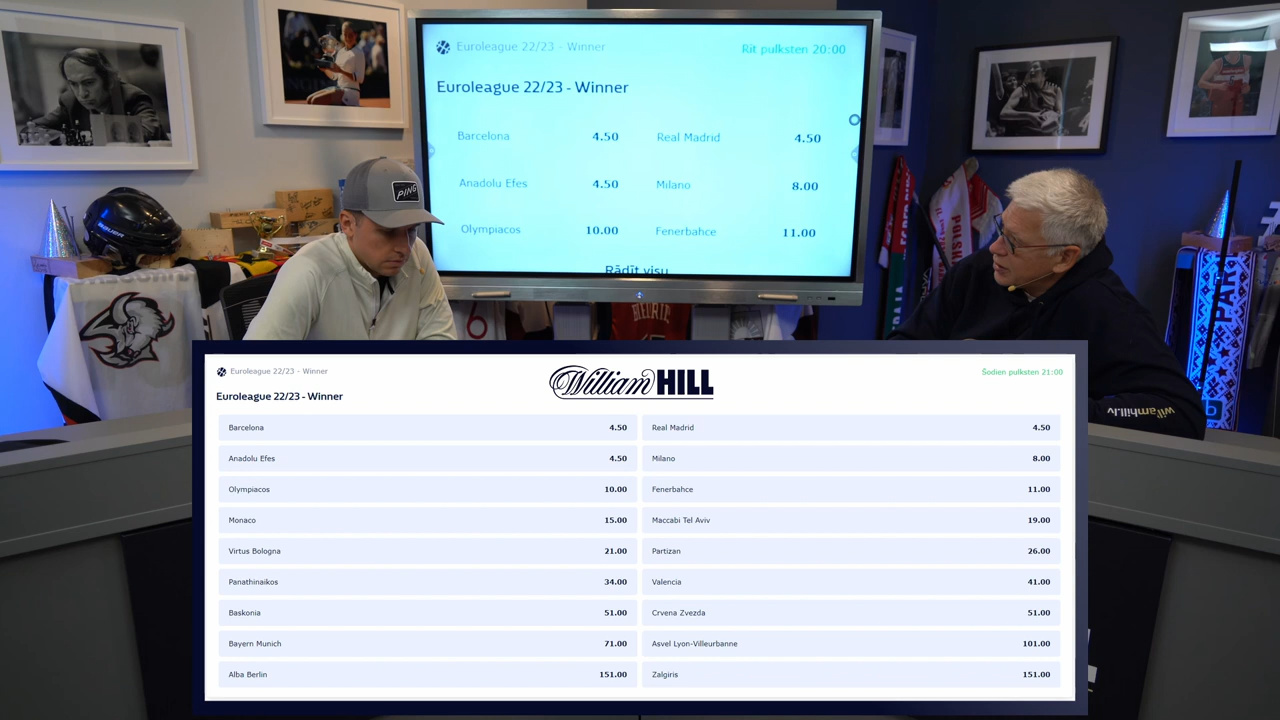 Euroleague 22/23 - Winner
Rit pulksten 20:00
Euroleague 22/23 - Winner
Barcelona 4.50 Real Madrid 4.50
Anadolu Efes 4.50 Milano 8.00
Olympiacos 10.00 Fenerbahce 11.00
Rādīt visu
PING
BAUER
Euroleague 22/23 - Winner
William HILL
Šodien pulksten 21:00
Euroleague 22/23 - Winner
Barcelona 4.50 Real Madrid 4.50
Anadolu Efes 4.50 Milano 8.00
Olympiacos 10.00 Fenerbahce 11.00
Monaco 15.00 Maccabi Tel Aviv 19.00
Virtus Bologna 21.00 Partizan 26.00
Panathinaikos 34.00 Valencia 41.00
Baskonia 51.00 Crvena Zvezda 51.00
Bayern Munich 71.00 Asvel Lyon-Villeurbanne 101.00
Alba Berlin 151.00 Zalgiris 151.00
williamhill.lv